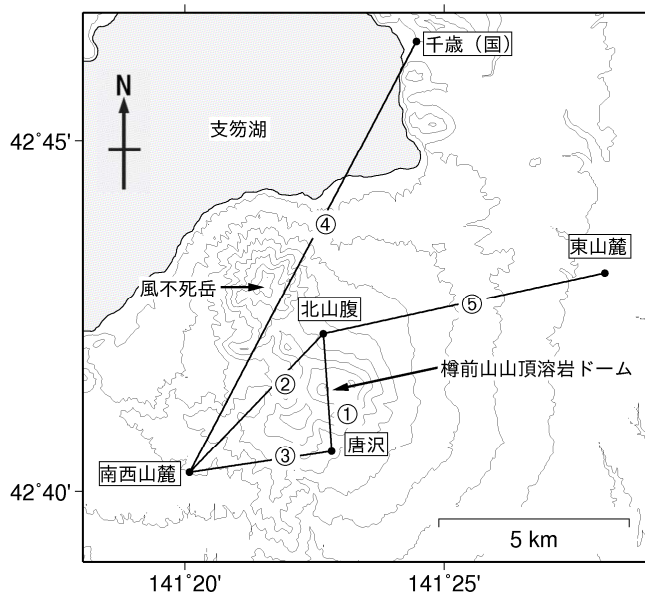 千歳（国）
N
支笏湖
42˚45'
④
東山麓
風不死岳
⑤
北山腹
②
樽前山山頂溶岩ドーム
①
唐沢
③
南西山麓
42˚40'
5 km
141˚20'
141˚25'